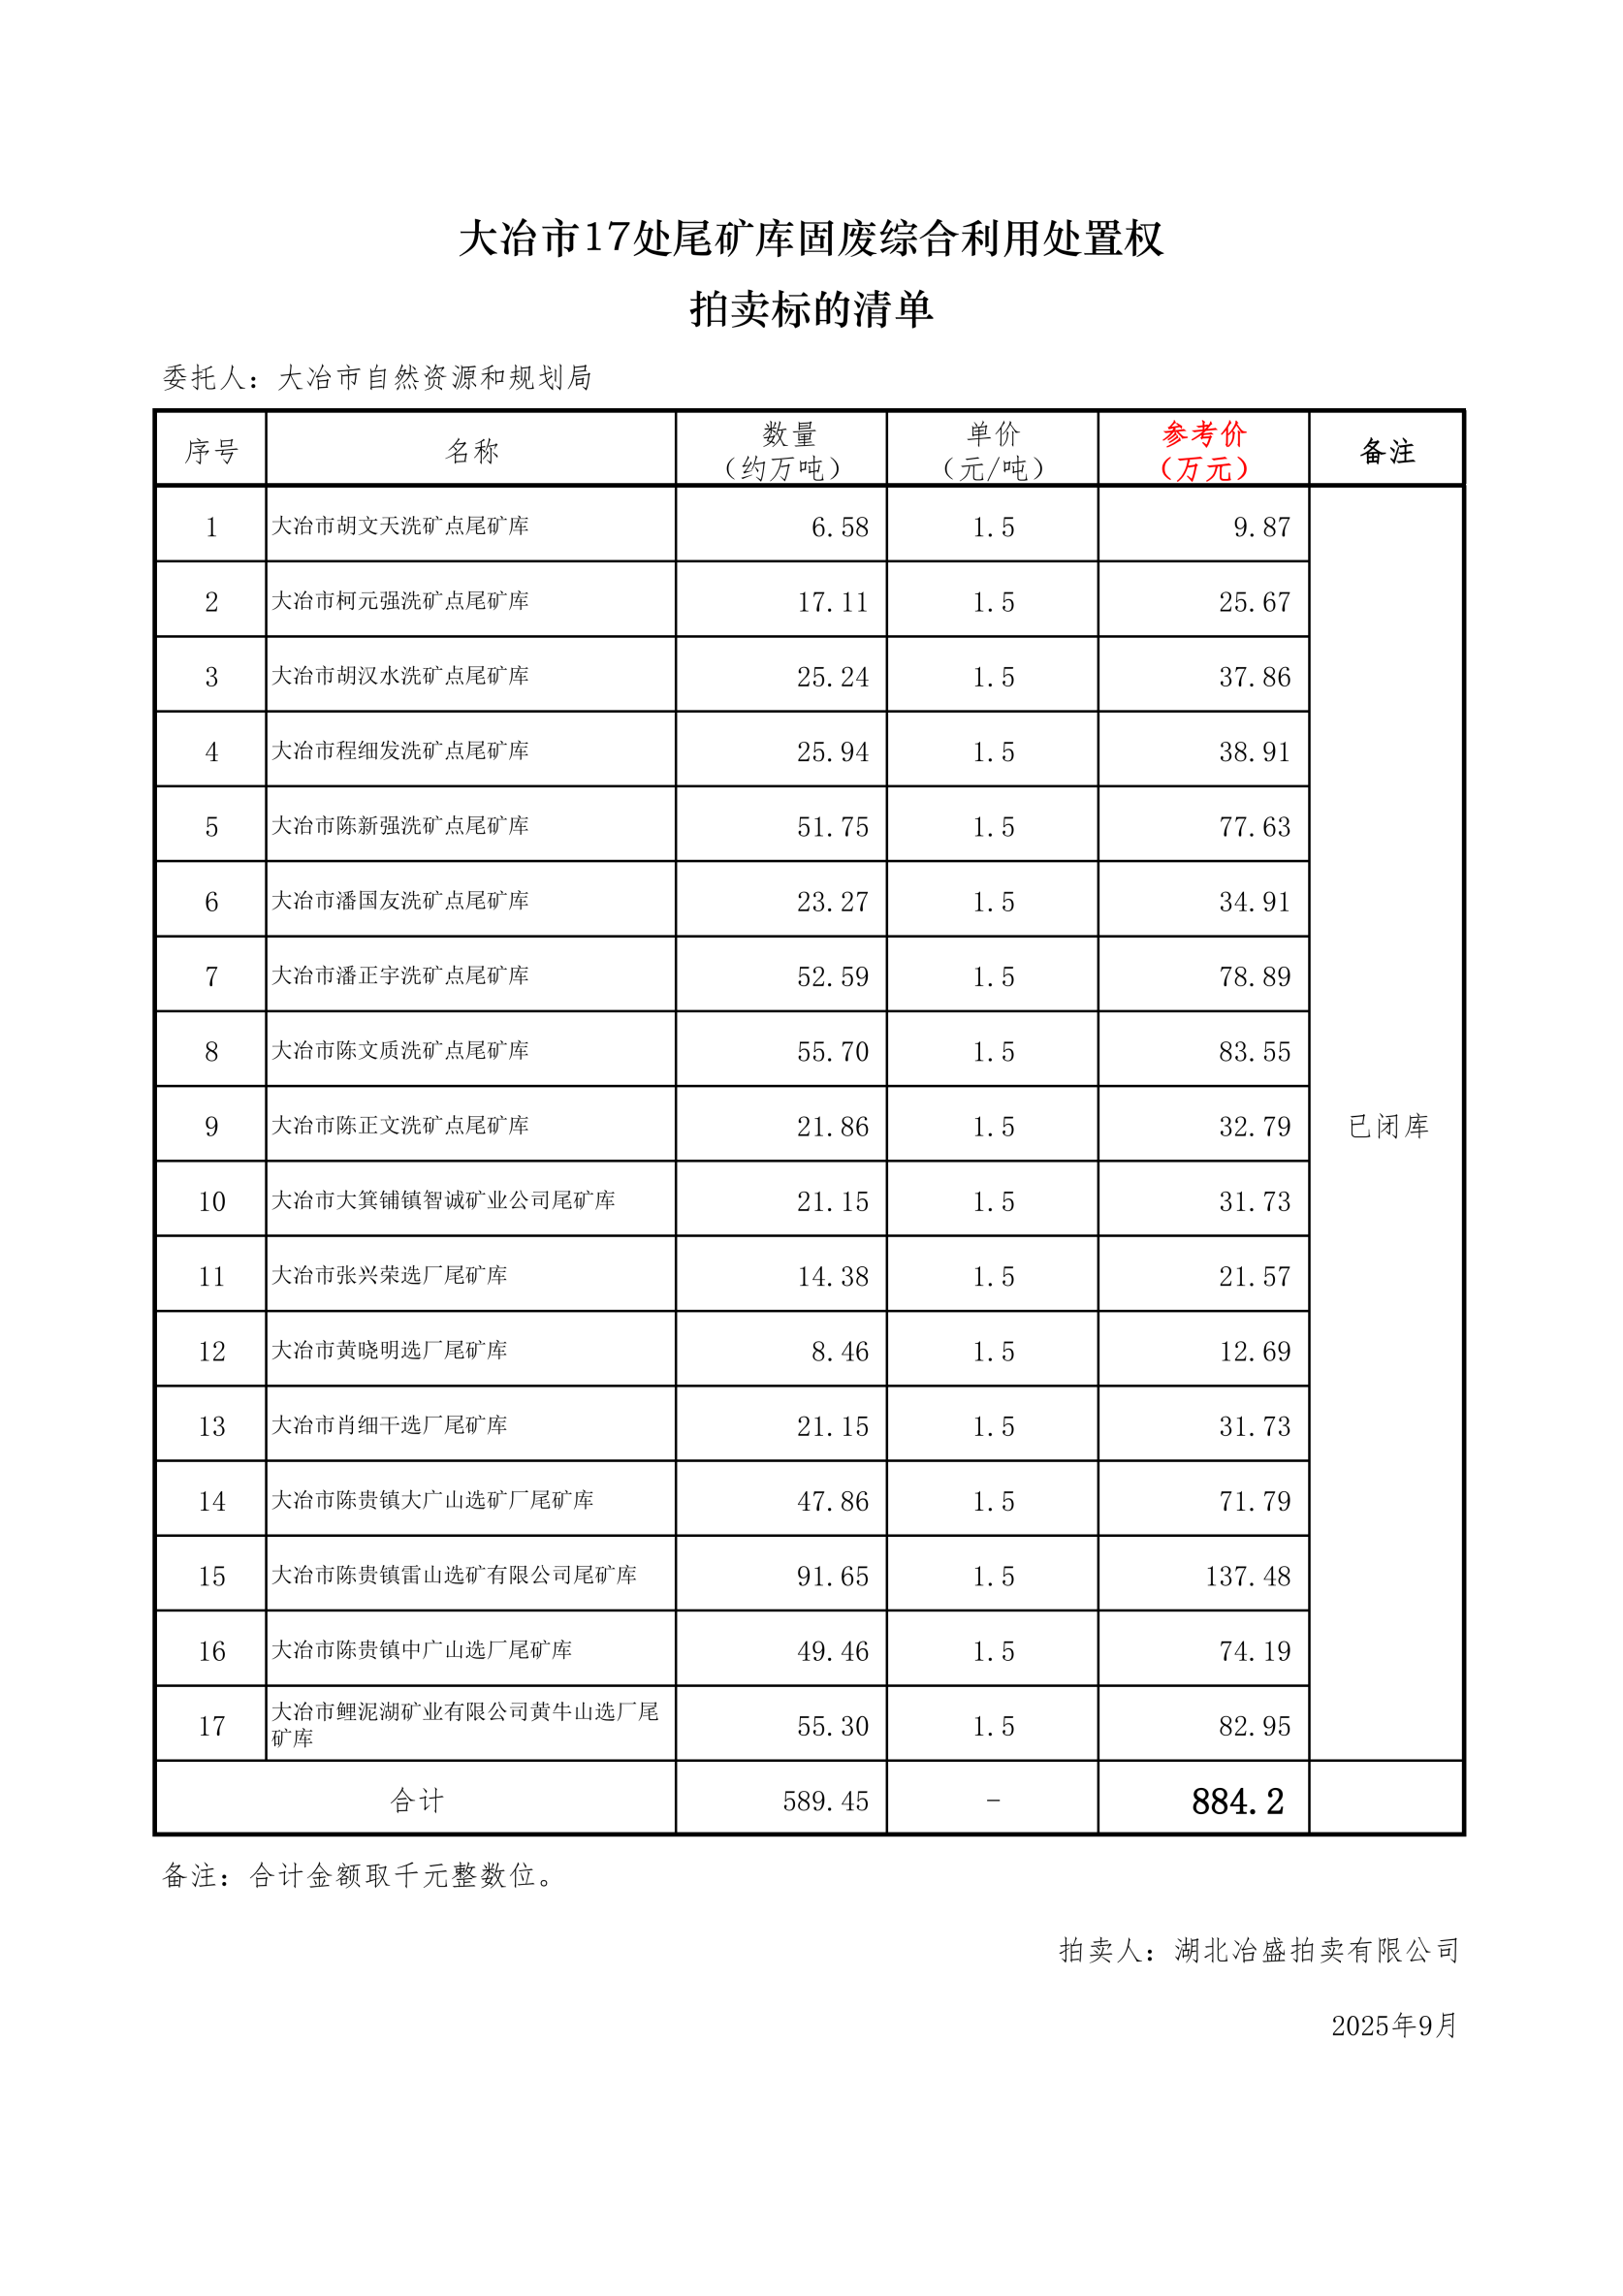 大冶市17处尾矿库固废综合利用处置权
拍卖标的清单
委托人：大冶市自然资源和规划局
序号 名称 数量（约万吨） 单价（元/吨） 参考价（万元） 备注
1 大冶市胡文天洗矿点尾矿库 6.58 1.5 9.87
2 大冶市柯元强洗矿点尾矿库 17.11 1.5 25.67
3 大冶市胡汉水洗矿点尾矿库 25.24 1.5 37.86
4 大冶市程细发洗矿点尾矿库 25.94 1.5 38.91
5 大冶市陈新强洗矿点尾矿库 51.75 1.5 77.63
6 大冶市潘国友洗矿点尾矿库 23.27 1.5 34.91
7 大冶市潘正宇洗矿点尾矿库 52.59 1.5 78.89
8 大冶市陈文质洗矿点尾矿库 55.70 1.5 83.55
9 大冶市陈正文洗矿点尾矿库 21.86 1.5 32.79 已闭库
10 大冶市大箕铺镇智诚矿业公司尾矿库 21.15 1.5 31.73
11 大冶市张兴荣选厂尾矿库 14.38 1.5 21.57
12 大冶市黄晓明选厂尾矿库 8.46 1.5 12.69
13 大冶市肖细干选厂尾矿库 21.15 1.5 31.73
14 大冶市陈贵镇大广山选矿厂尾矿库 47.86 1.5 71.79
15 大冶市陈贵镇雷山选矿有限公司尾矿库 91.65 1.5 137.48
16 大冶市陈贵镇中广山选厂尾矿库 49.46 1.5 74.19
17 大冶市鲤泥湖矿业有限公司黄牛山选厂尾矿库 55.30 1.5 82.95
合计 589.45 - 884.2
备注：合计金额取千元整数位。
拍卖人：湖北冶盛拍卖有限公司
2025年9月